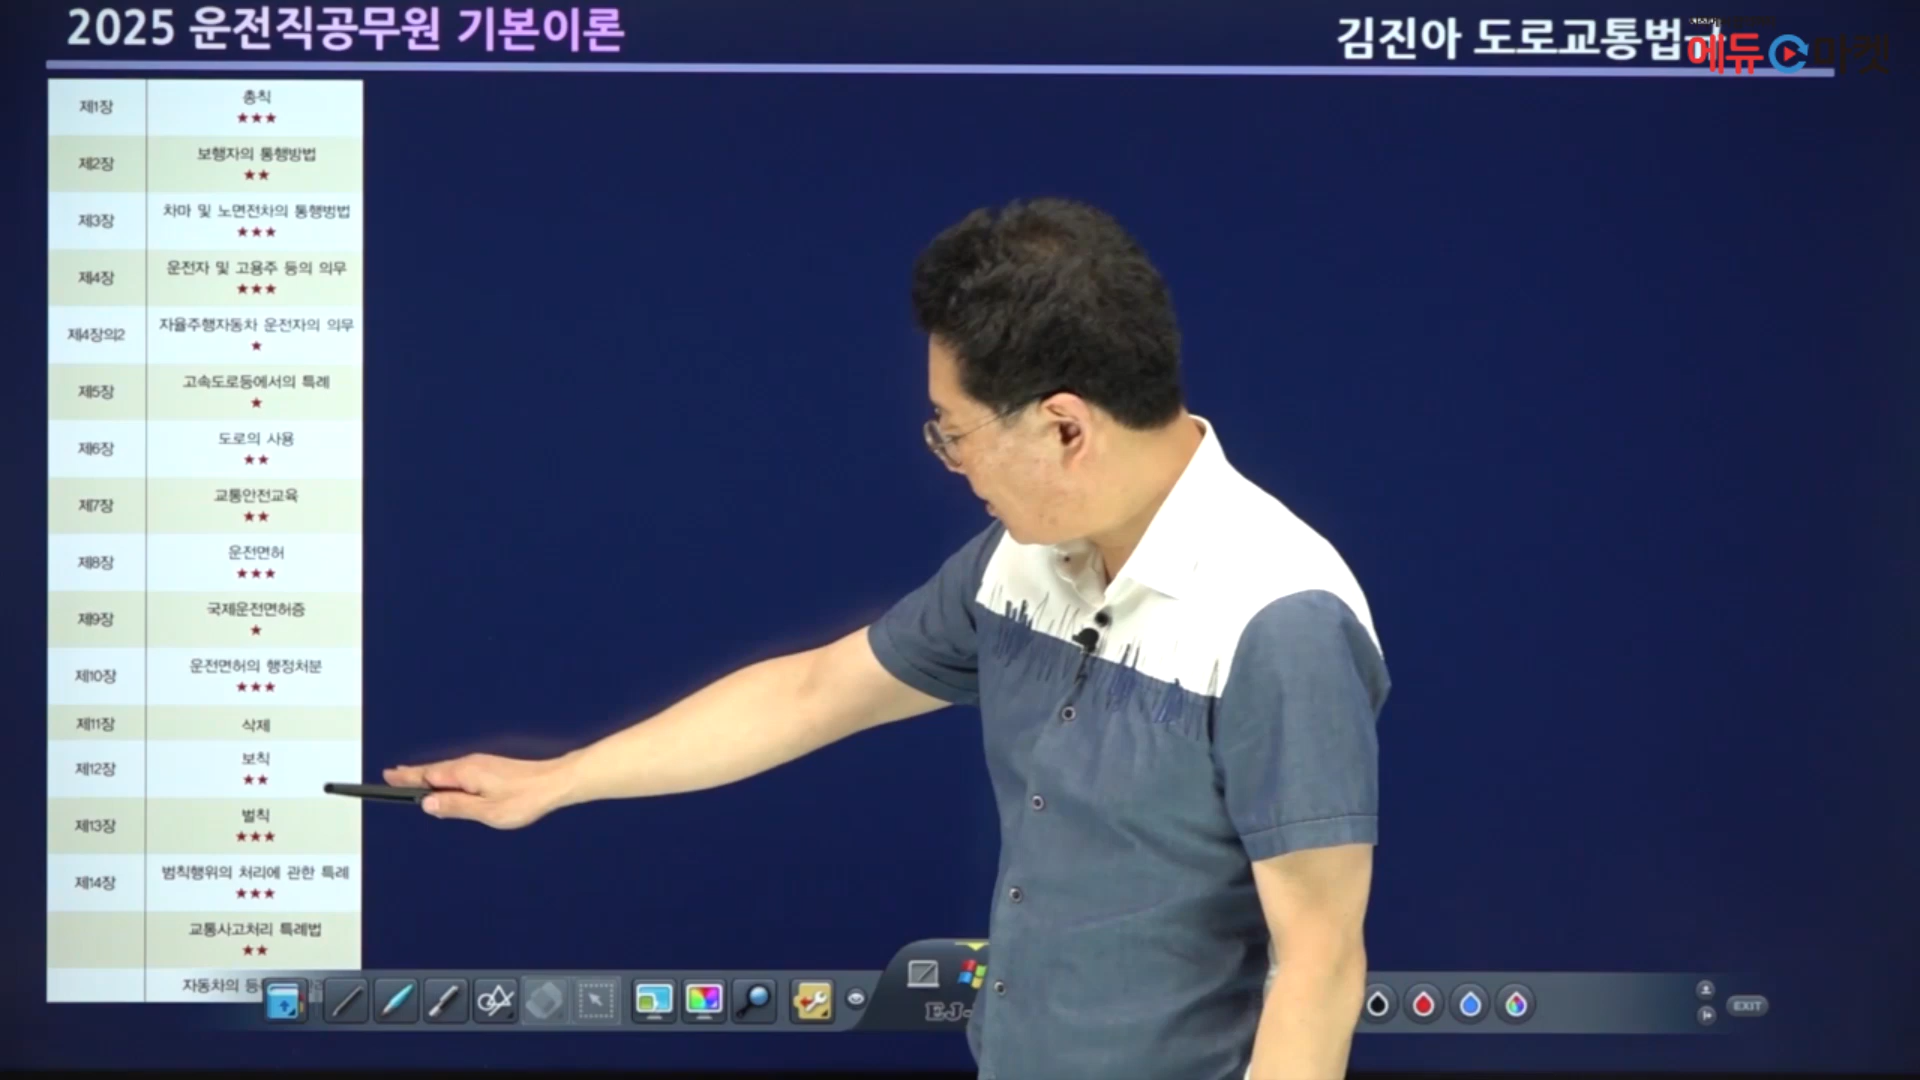 2025 운전직공무원 기본이론
김진아 도로교통법
에듀 마켓
제1장 총칙
★★★
제2장 보행자의 통행방법
★★
제3장 차마 및 노면전차의 통행방법
★★★
제4장 운전자 및 고용주 등의 의무
★★★
제4장의2 자율주행자동차 운전자의 의무
★
제5장 고속도로등에서의 특례
★
제6장 도로의 사용
★★
제7장 교통안전교육
★★
제8장 운전면허
★★★
제9장 국제운전면허증
★
제10장 운전면허의 행정처분
★★★
제11장 삭제
제12장 보칙
★★
제13장 벌칙
★★★
제14장 범칙행위의 처리에 관한 특례
★★★
교통사고처리 특례법
★★
자동차의
EJ-
EXIT